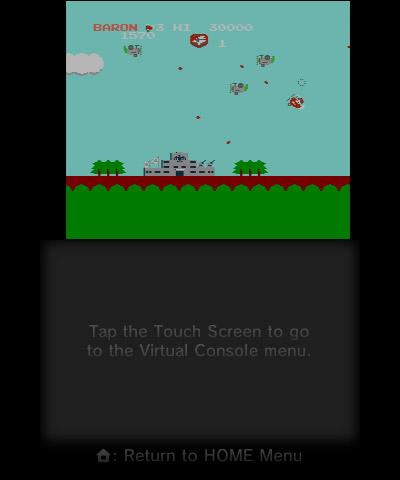 BARON 3 HI 30000
1570
1
Tap the Touch Screen to go
to the Virtual Console menu.
: Return to HOME Menu